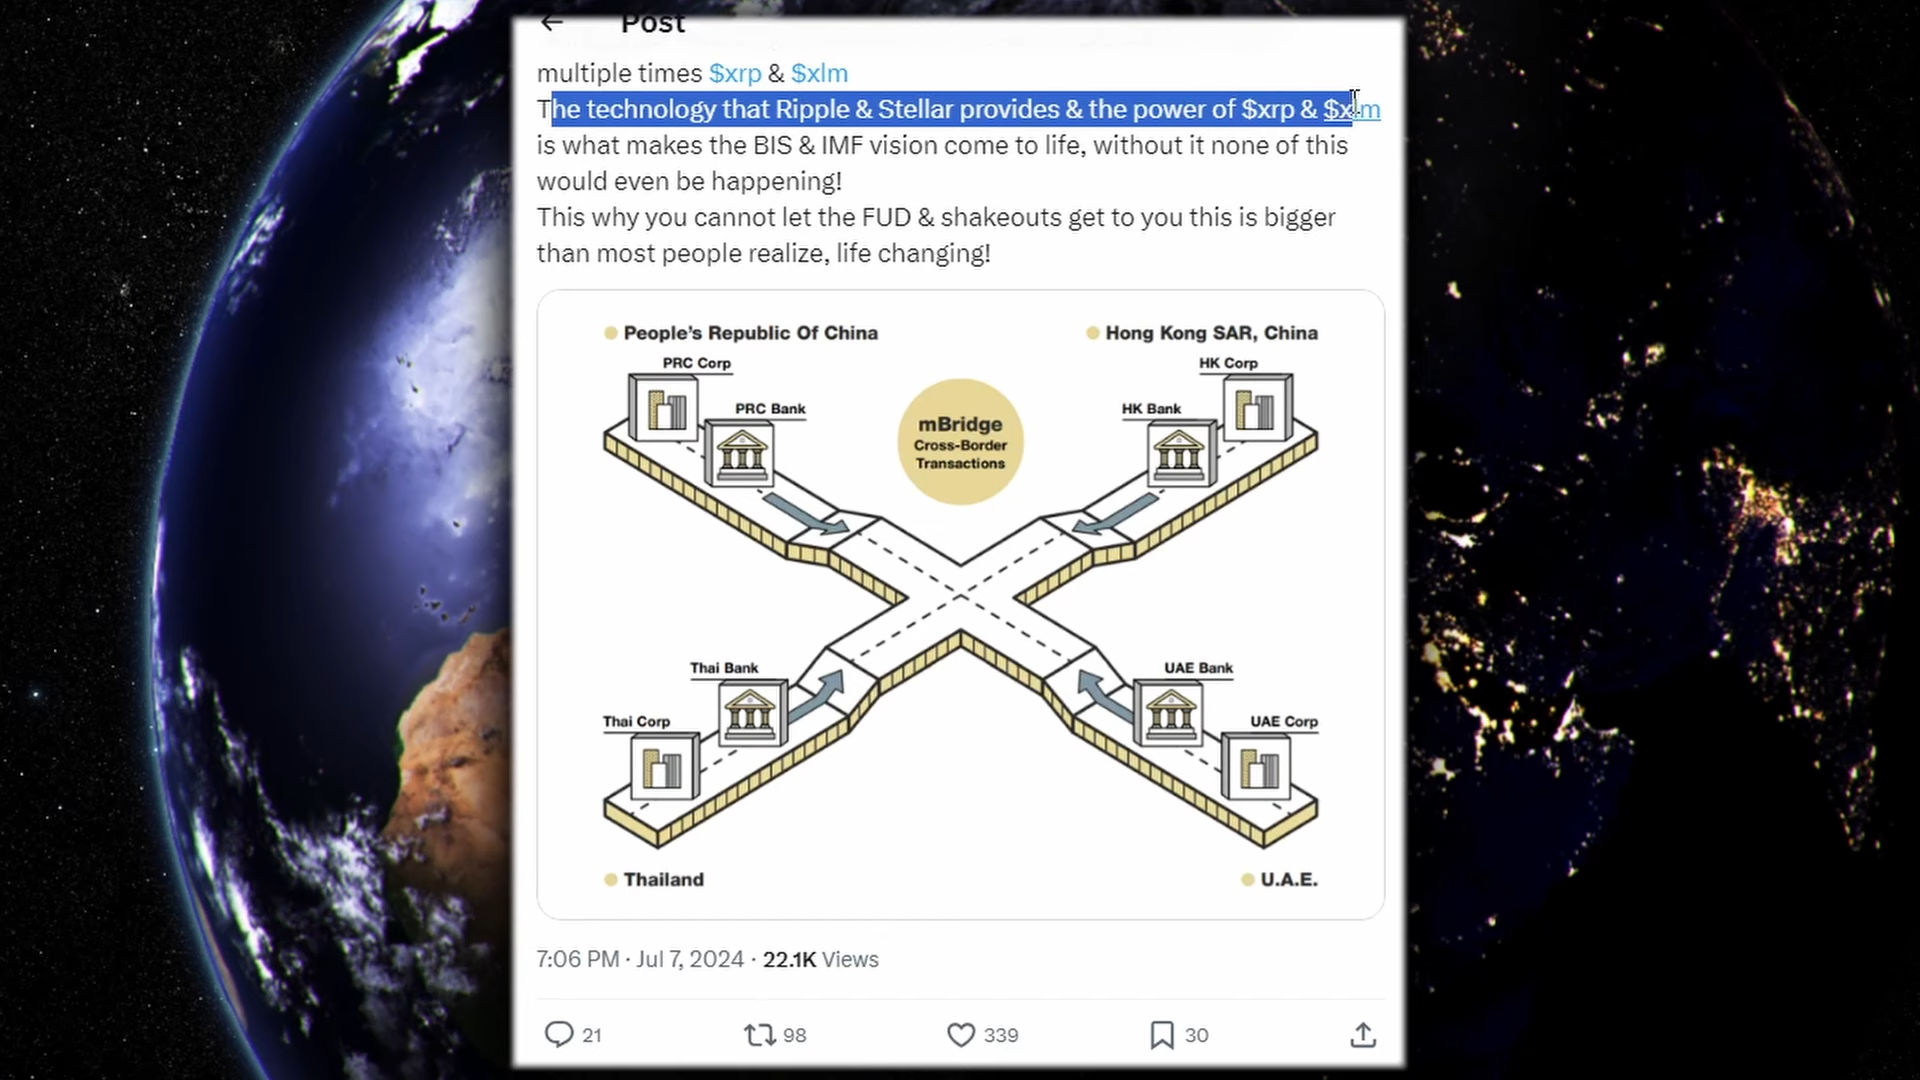 Post
multiple times $xrp & $xlm
The technology that Ripple & Stellar provides & the power of $xrp & $xlm
is what makes the BIS & IMF vision come to life, without it none of this
would even be happening!
This why you cannot let the FUD & shakeouts get to you this is bigger
than most people realize, life changing!
People's Republic Of China
Hong Kong SAR, China
PRC Corp
HK Corp
PRC Bank
HK Bank
mBridge
Cross-Border
Transactions
Thai Bank
UAE Bank
Thai Corp
UAE Corp
Thailand
U.A.E.
7:06 PM · Jul 7, 2024 · 22.1K Views
21 98 339 30